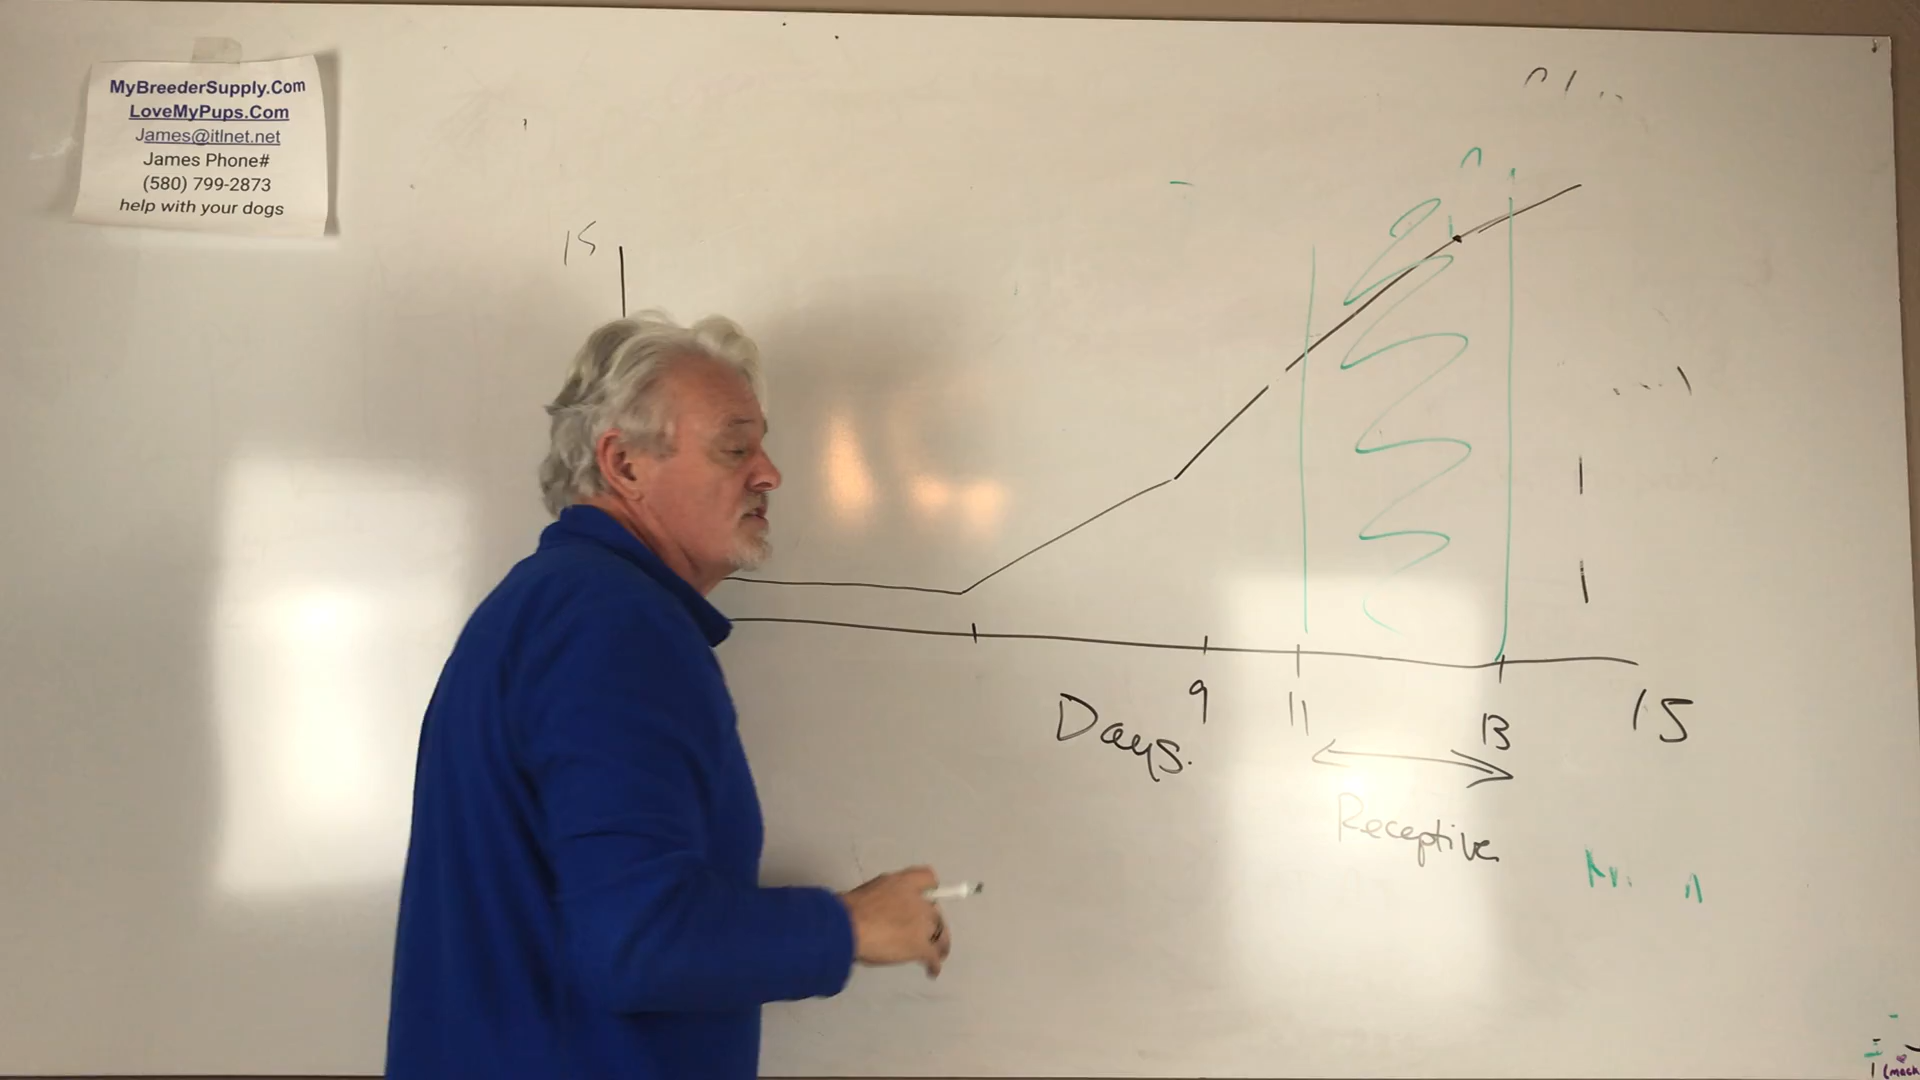 MyBreederSupply.Com
LoveMyPups.Com
James@itlnet.net
James Phone#
(580) 799-2873
help with your dogs
15
9
11
13
15
Days.
Receptive